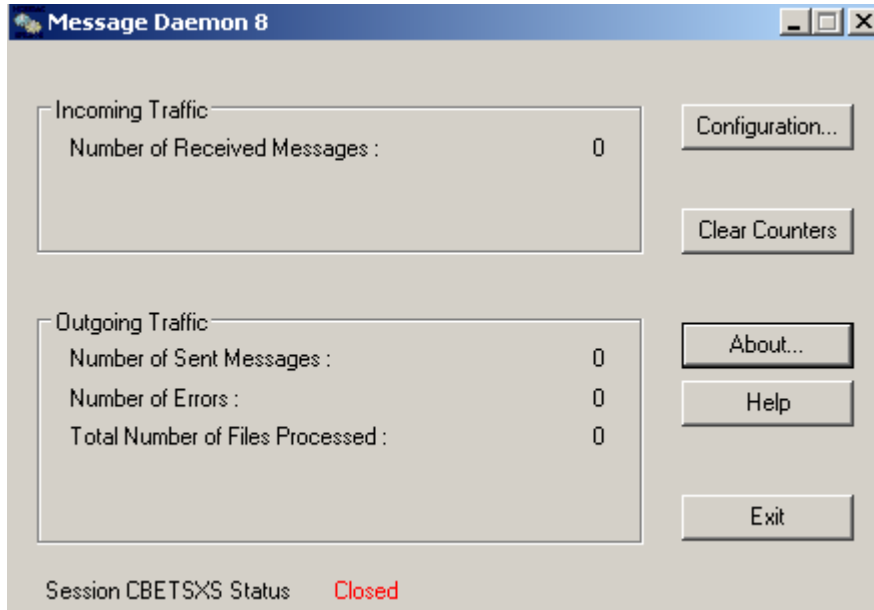 Message Daemon 8
Incoming Traffic
Number of Received Messages : 0
Configuration...
Clear Counters
Outgoing Traffic
Number of Sent Messages : 0
Number of Errors : 0
Total Number of Files Processed : 0
About...
Help
Exit
Session CBETSXS Status Closed